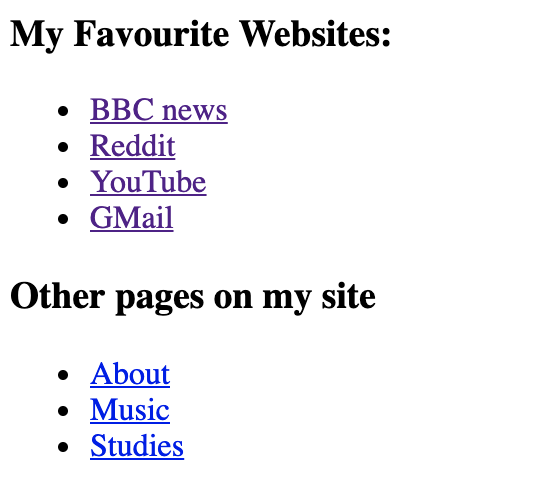 My Favourite Websites:
BBC news
Reddit
YouTube
GMail
Other pages on my site
About
Music
Studies